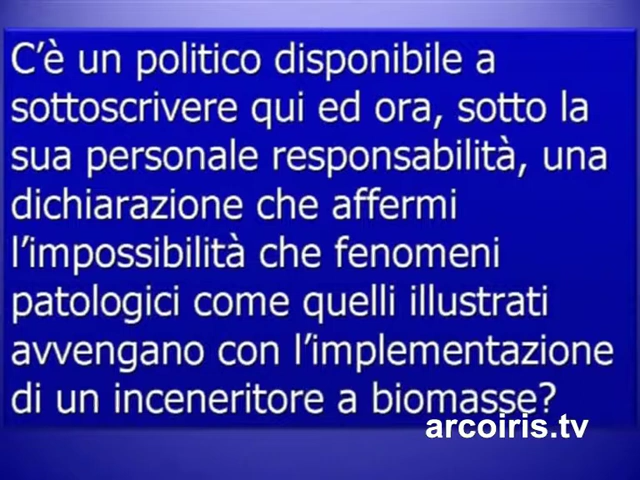 C’è un politico disponibile a
sottoscrivere qui ed ora, sotto la
sua personale responsabilità, una
dichiarazione che affermi
l’impossibilità che fenomeni
patologici come quelli illustrati
avvengano con l’implementazione
di un inceneritore a biomasse?
arcoiris.tv